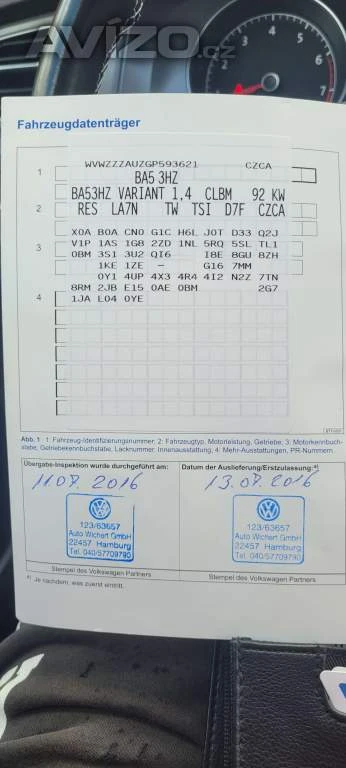 AVÍZO.cz
Fahrzeugdatenträger
1
WVWZZZAUZGP593621 CZCA
BA5 3HZ
BA53HZ VARIANT 1,4 CLBM 92 KW
2
RES LA7N TW TSI D7F CZCA
X0A B0A CN0 G1C H6L J0T D33 Q2J
3
V1P 1AS 1G8 2ZD 1NL 5RQ 5SL TL1
0BM 3S1 3U2 QI6 I8E 8GU 8ZH
1KE 1ZE – G16 7MM
0Y1 4UP 4X3 4R4 4I2 N2Z 7TN
4
8RM 2JB E15 0AE 0BM 2G7
1JA L04 0YE
Abb. 1 1: Fahrzeug-Identifizierungsnummer; 2: Fahrzeugtyp, Motorleistung, Getriebe; 3: Motorkennbuch-
stabe, Getriebekennbuchstabe, Lacknummer, Innenausstattung; 4: Mehr-Ausstattungen, PR-Nummern.
Übergabe-Inspektion wurde durchgeführt am:
Datum der Auslieferung/Erstzulassung:a)
11.07.2016
13.07.2016
123/63657
Auto Wichert GmbH
22457 Hamburg
Tel. 040/57709790
123/63657
Auto Wichert GmbH
22457 Hamburg
Tel. 040/57709790
Stempel des Volkswagen Partners
Stempel des Volkswagen Partners
a) Je nachdem, was zuerst eintritt.